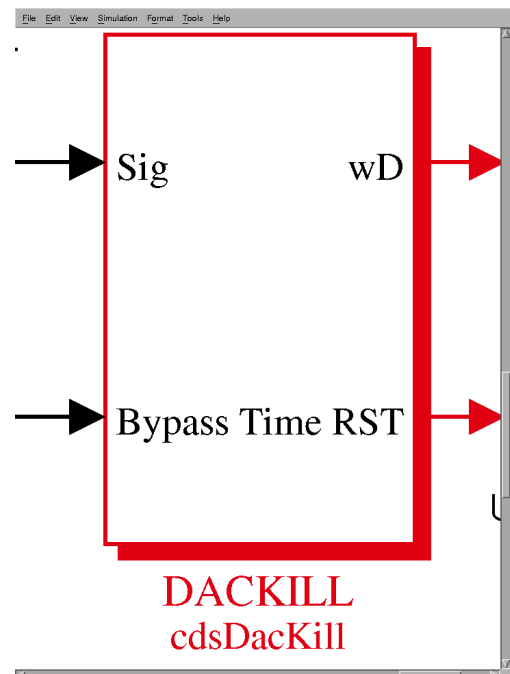 File Edit View Simulation Format Tools Help
Sig wD
Bypass Time RST
DACKILL
cdsDacKill